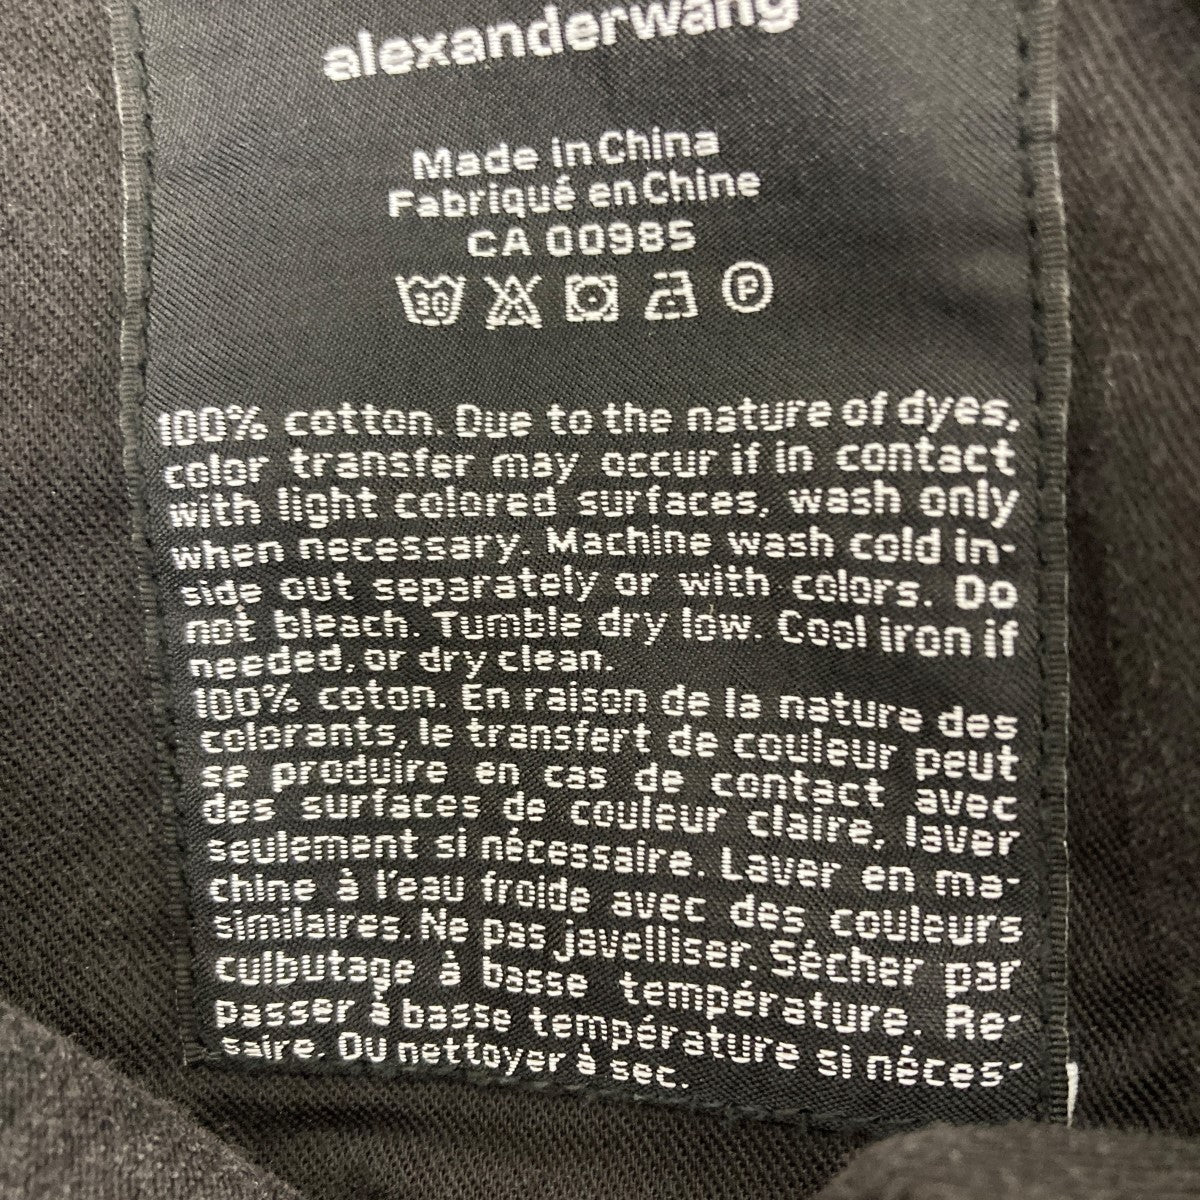 alexanderwang
Made in China
Fabriqué en Chine
CA 00985
30 P
100% cotton. Due to the nature of dyes,
color transfer may occur if in contact
with light colored surfaces, wash only
when necessary. Machine wash cold in-
side out separately or with colors. Do
not bleach. Tumble dry low. Cool iron if
needed, or dry clean.
100% coton. En raison de la nature des
colorants, le transfert de couleur peut
se produire en cas de contact avec
des surfaces de couleur claire, laver
seulement si nécessaire. Laver en ma-
chine à l'eau froide avec des couleurs
similaires. Ne pas javelliser. Sècher par
culbutage à basse température. Re-
passer à basse température si néces-
saire. Ou nettoyer à sec.